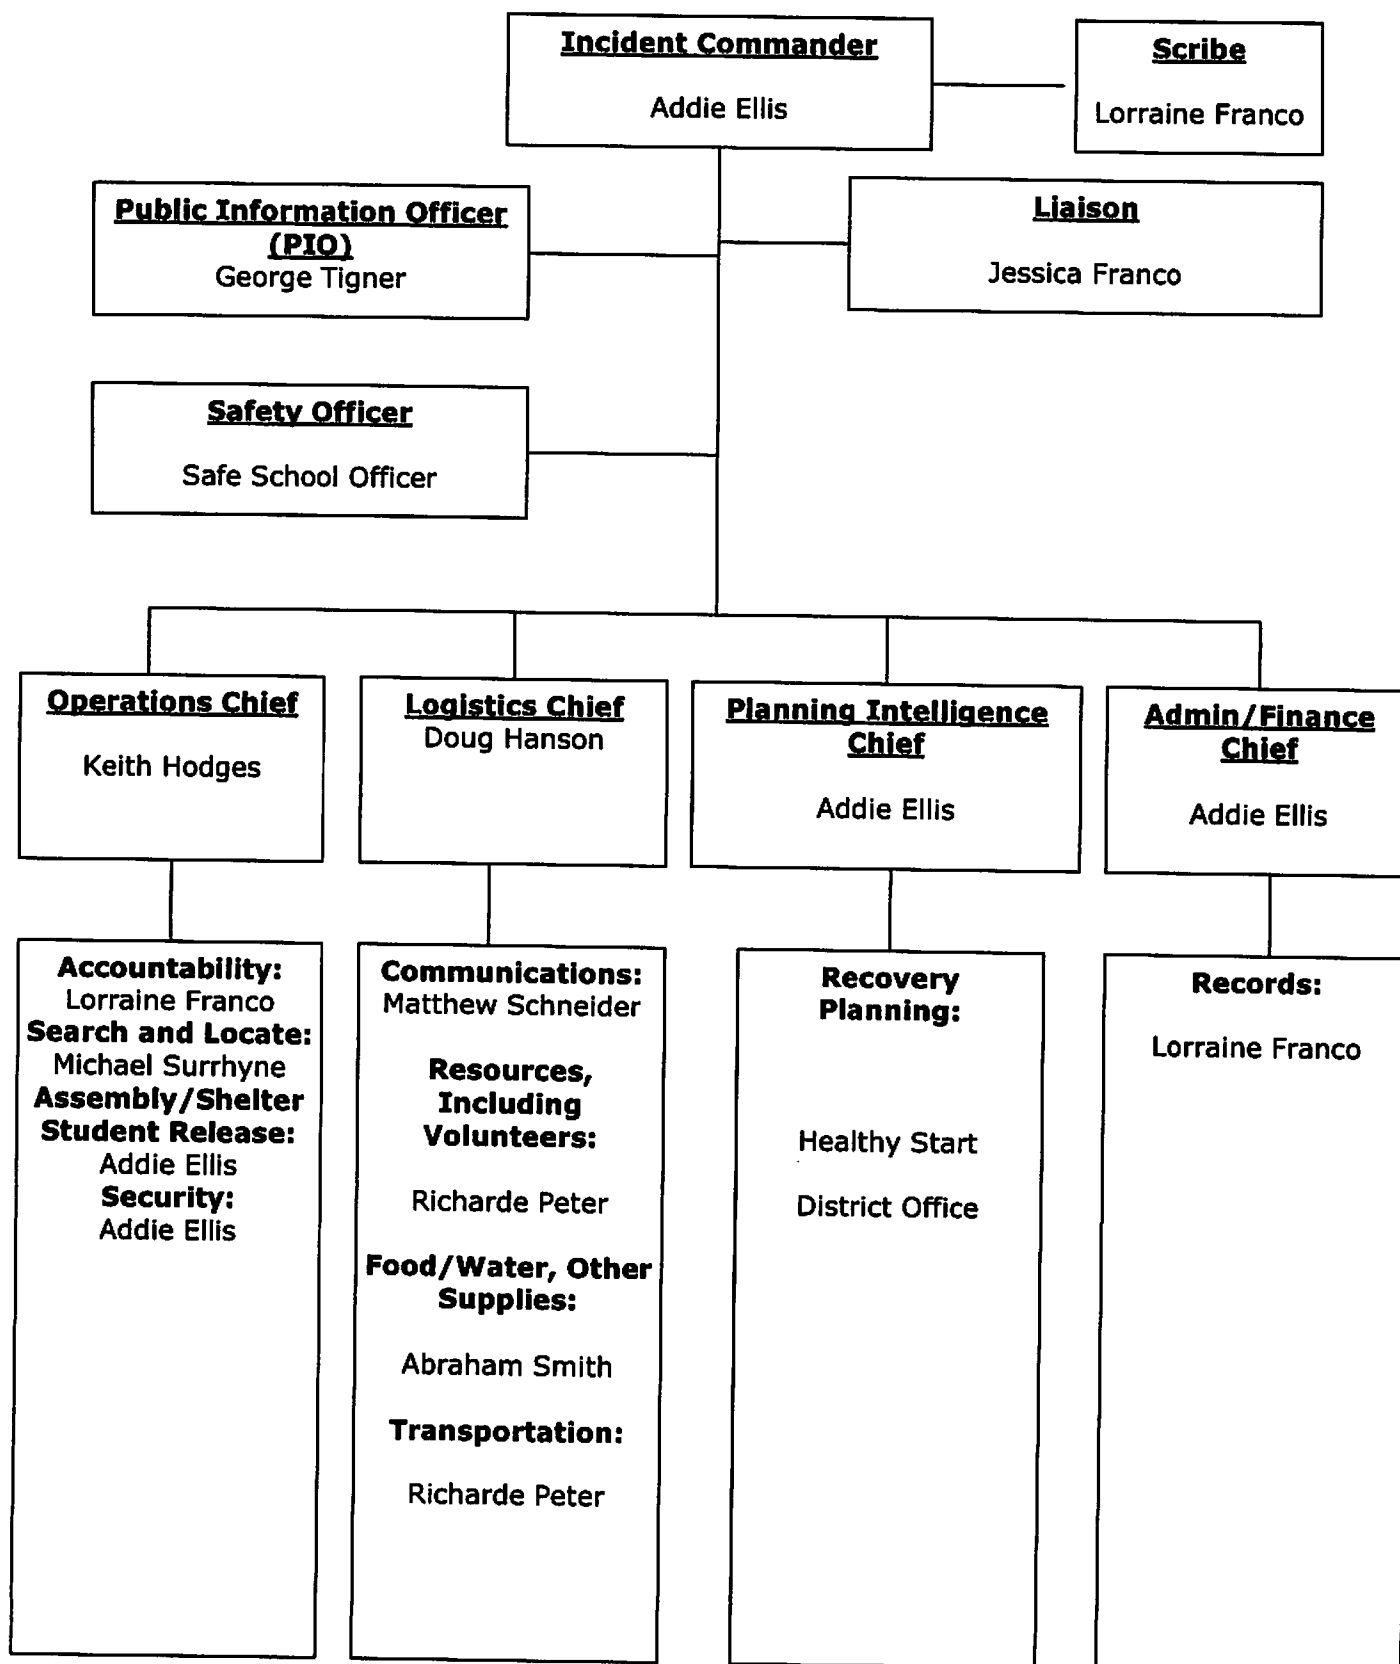 Incident Commander
Addie Ellis
Scribe
Lorraine Franco
Public Information Officer
(PIO)
George Tigner
Liaison
Jessica Franco
Safety Officer
Safe School Officer
Operations Chief
Keith Hodges
Logistics Chief
Doug Hanson
Planning Intelligence
Chief
Addie Ellis
Admin/Finance
Chief
Addie Ellis
Accountability:
Lorraine Franco
Search and Locate:
Michael Surrhyne
Assembly/Shelter
Student Release:
Addie Ellis
Security:
Addie Ellis
Communications:
Matthew Schneider
Resources,
Including
Volunteers:
Richarde Peter
Food/Water, Other
Supplies:
Abraham Smith
Transportation:
Richarde Peter
Recovery
Planning:
Healthy Start
District Office
Records:
Lorraine Franco